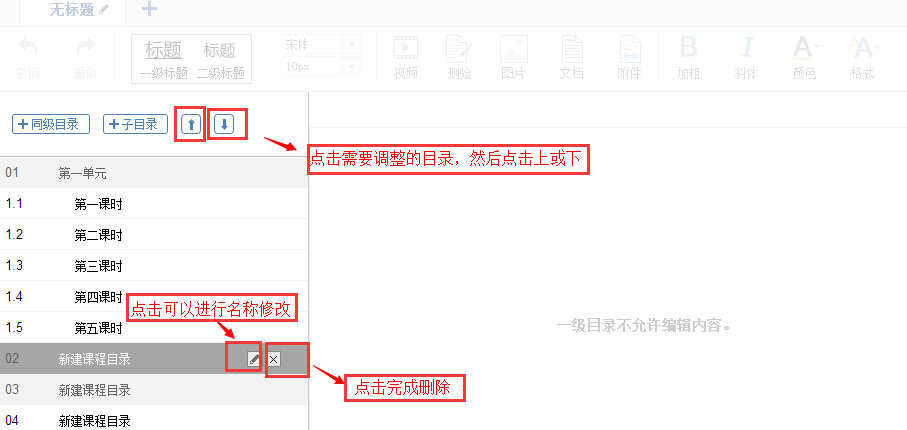 无标题
标题 标题 宋体
撤销 重做 一级标题 二级标题 10px 视频 测验 图片 文档 附件 加粗 斜体 颜色 格式
B I A AA
+同级目录 +子目录
点击需要调整的目录，然后点击上或下
01 第一单元
1.1 第一课时
1.2 第二课时
1.3 第三课时
1.4 第四课时
点击可以进行名称修改
1.5 第五课时
一级目录不允许编辑内容。
02 新建课程目录
点击完成删除
03 新建课程目录
04 新建课程目录